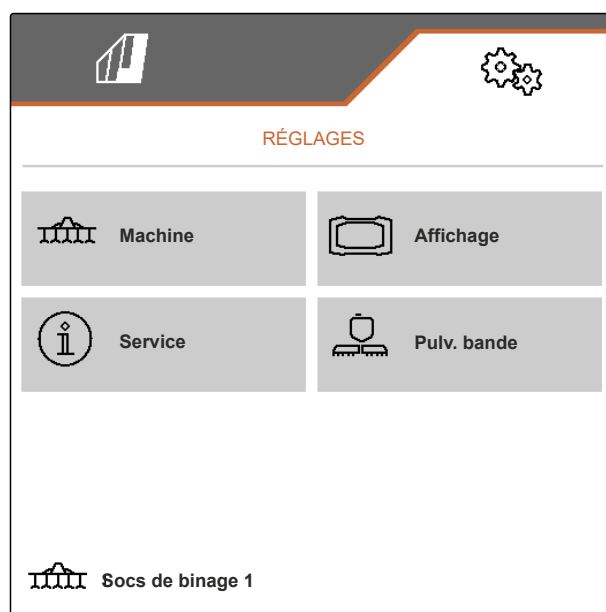 RÉGLAGES
Machine
Affichage
Service
Pulv. bande
Socs de binage 1